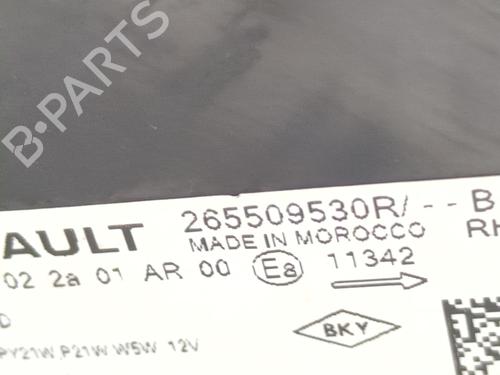 B-PARTS
AULT 265509530R/--B
MADE IN MOROCCO RH
02 2a 01 AR 00 E8 11342
D
BKY
PY21W P21W W5W 12V